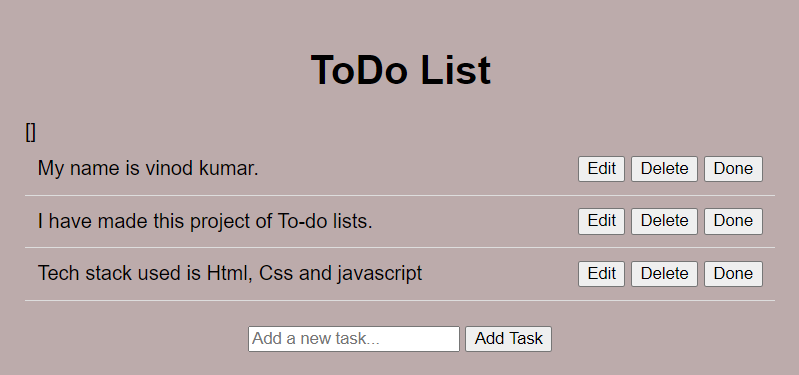 ToDo List
[]
My name is vinod kumar. Edit Delete Done
I have made this project of To-do lists. Edit Delete Done
Tech stack used is Html, Css and javascript Edit Delete Done
Add a new task... Add Task